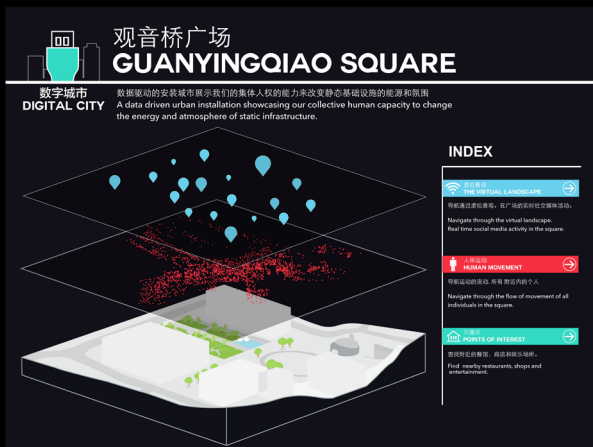 观音桥广场
GUANYINGQIAO SQUARE
数字城市
DIGITAL CITY
数据驱动的安装城市展示我们的集体人权的能力来改变静态基础设施的能源和氛围
A data driven urban installation showcasing our collective human capacity to change
the energy and atmosphere of static infrastructure.
INDEX
虚拟景观
THE VIRTUAL LANDSCAPE
导航通过虚拟景观。在广场的实时社交媒体活动。
Navigate through the virtual landscape.
Real time social media activity in the square.
人体运动
HUMAN MOVEMENT
导航运动的流动. 所有 附近内的个人
Navigate through the flow of movement of all
individuals in the square.
兴趣点
POINTS OF INTEREST
查找附近的餐馆，商店和娱乐场所。
Find nearby restaurants, shops and
entertainment.